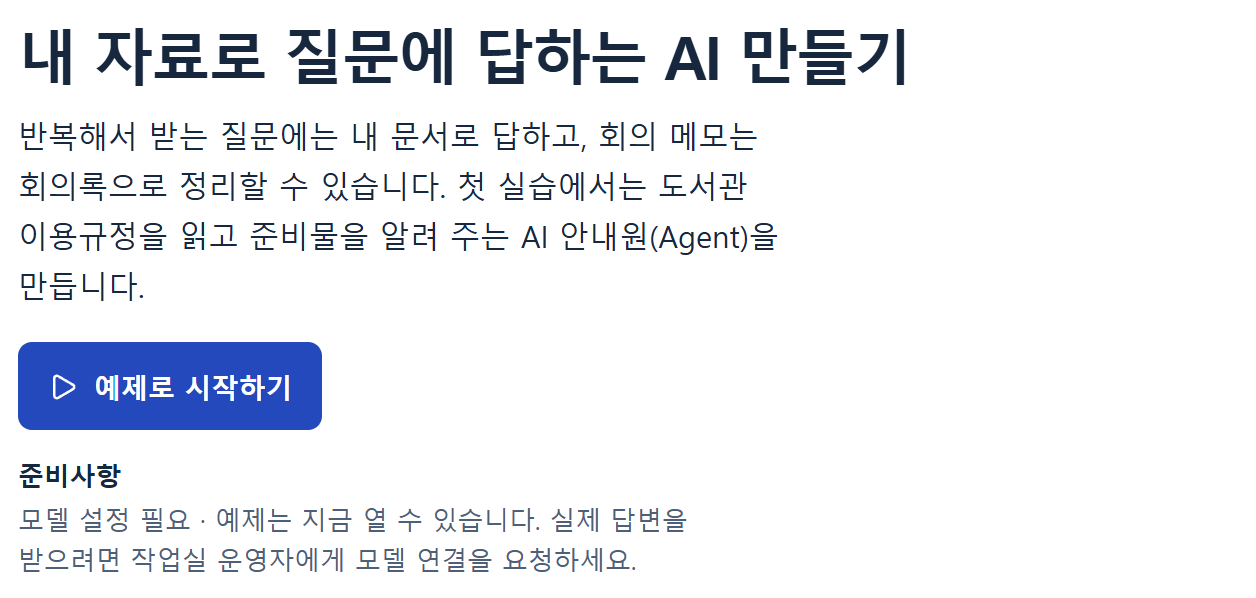 내 자료로 질문에 답하는 AI 만들기
반복해서 받는 질문에는 내 문서로 답하고, 회의 메모는
회의록으로 정리할 수 있습니다. 첫 실습에서는 도서관
이용규정을 읽고 준비물을 알려 주는 AI 안내원(Agent)을
만듭니다.
예제로 시작하기
준비사항
모델 설정 필요 · 예제는 지금 열 수 있습니다. 실제 답변을
받으려면 작업실 운영자에게 모델 연결을 요청하세요.